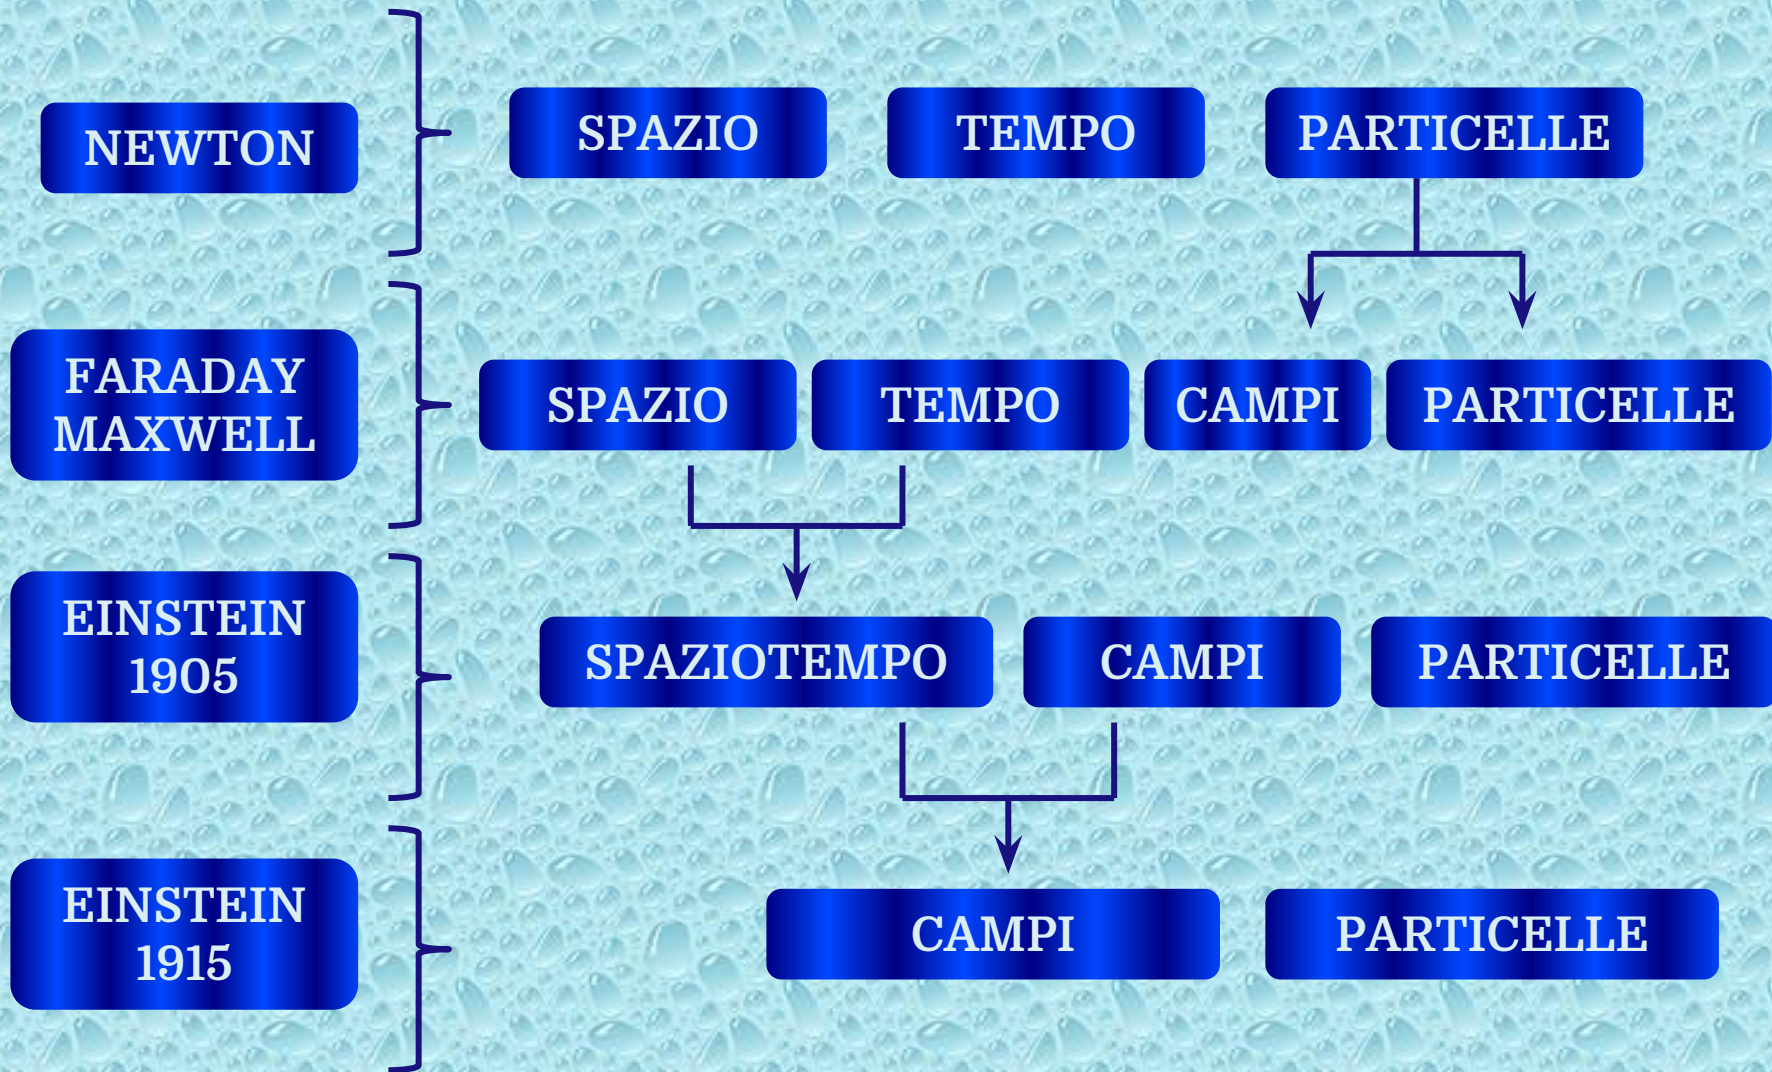 NEWTON
SPAZIO
TEMPO
PARTICELLE
FARADAY
MAXWELL
SPAZIO
TEMPO
CAMPI
PARTICELLE
EINSTEIN
1905
SPAZIOTEMPO
CAMPI
PARTICELLE
EINSTEIN
1915
CAMPI
PARTICELLE